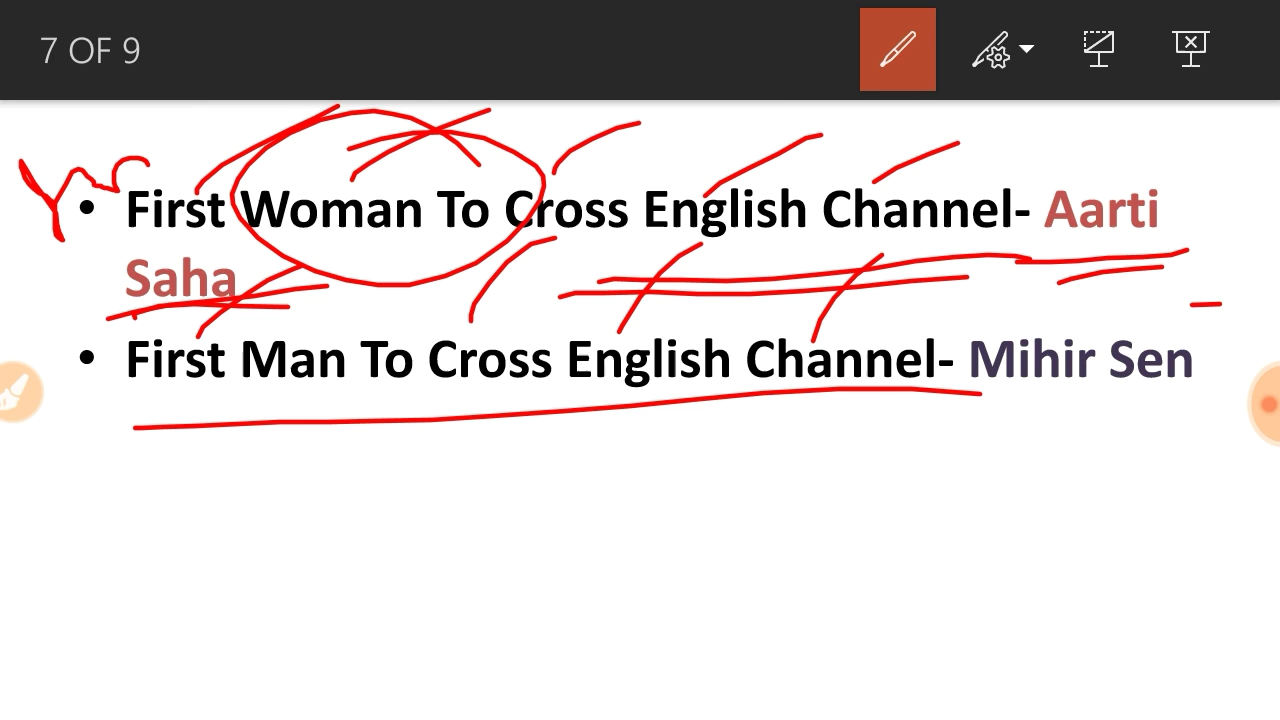 7 OF 9
• First Woman To Cross English Channel- Aarti
Saha
• First Man To Cross English Channel- Mihir Sen